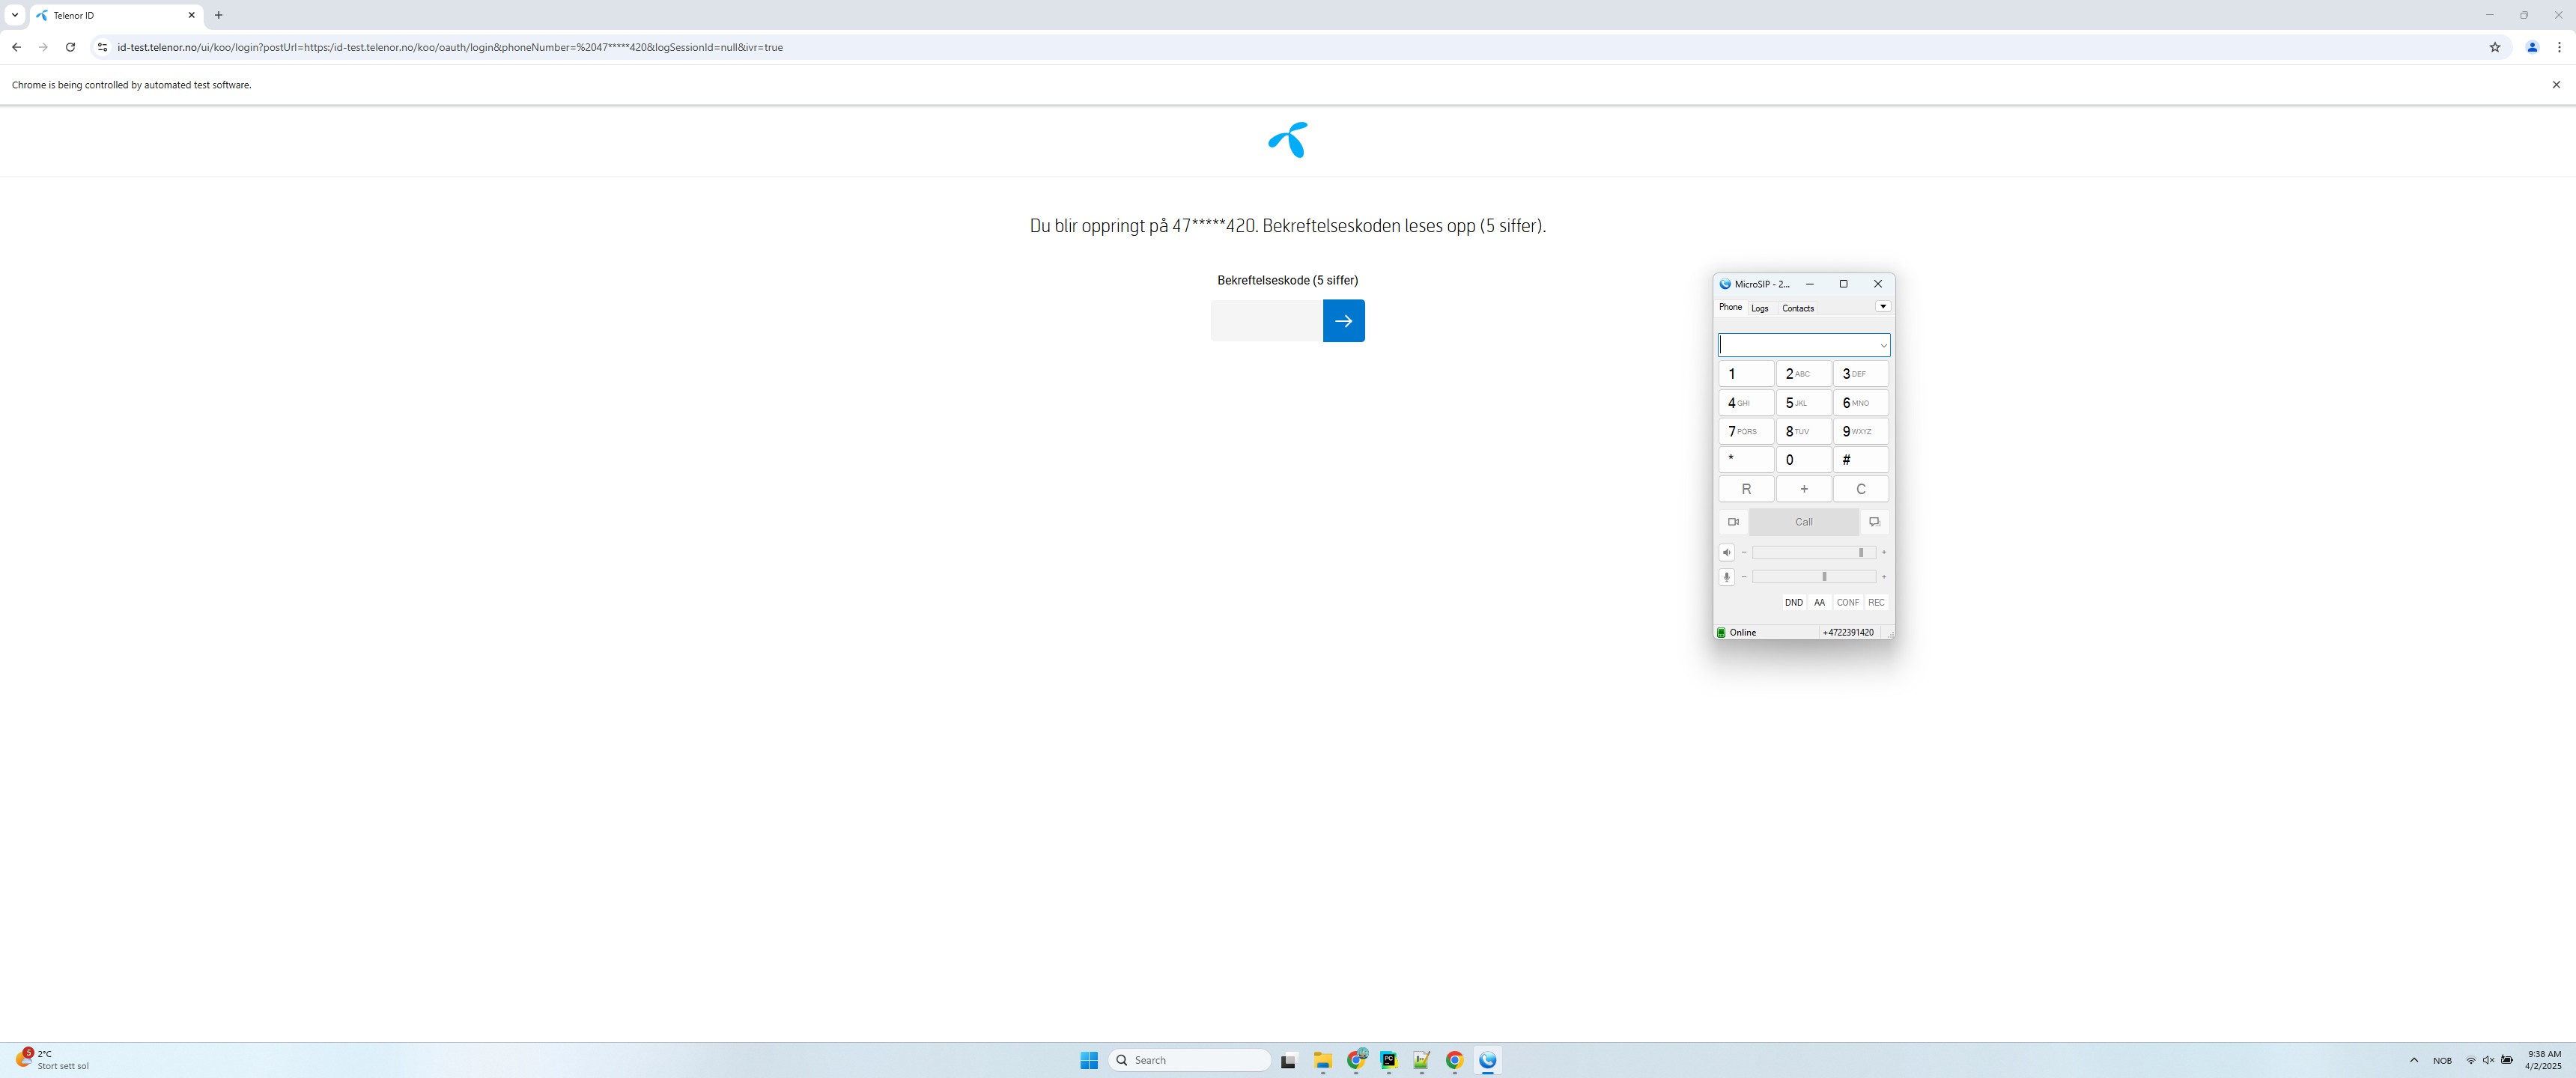 Telenor ID
id-test.telenor.no/ui/koo/login?postUrl=https:/id-test.telenor.no/koo/oauth/login&phoneNumber=%2047*****420&logSessionId=null&ivr=true
Chrome is being controlled by automated test software.
Du blir oppringt på 47*****420. Bekreftelseskoden leses opp (5 siffer).
Bekreftelseskode (5 siffer)
MicroSIP - 2...
Phone Logs Contacts
1 2 ABC 3 DEF
4 GHI 5 JKL 6 MNO
7 PQRS 8 TUV 9 WXYZ
* 0 #
R + C
Call
- +
- +
DND AA CONF REC
Online +4722391420
5
2°C
Stort sett sol
Search
PC
NOB
9:38 AM
4/2/2025